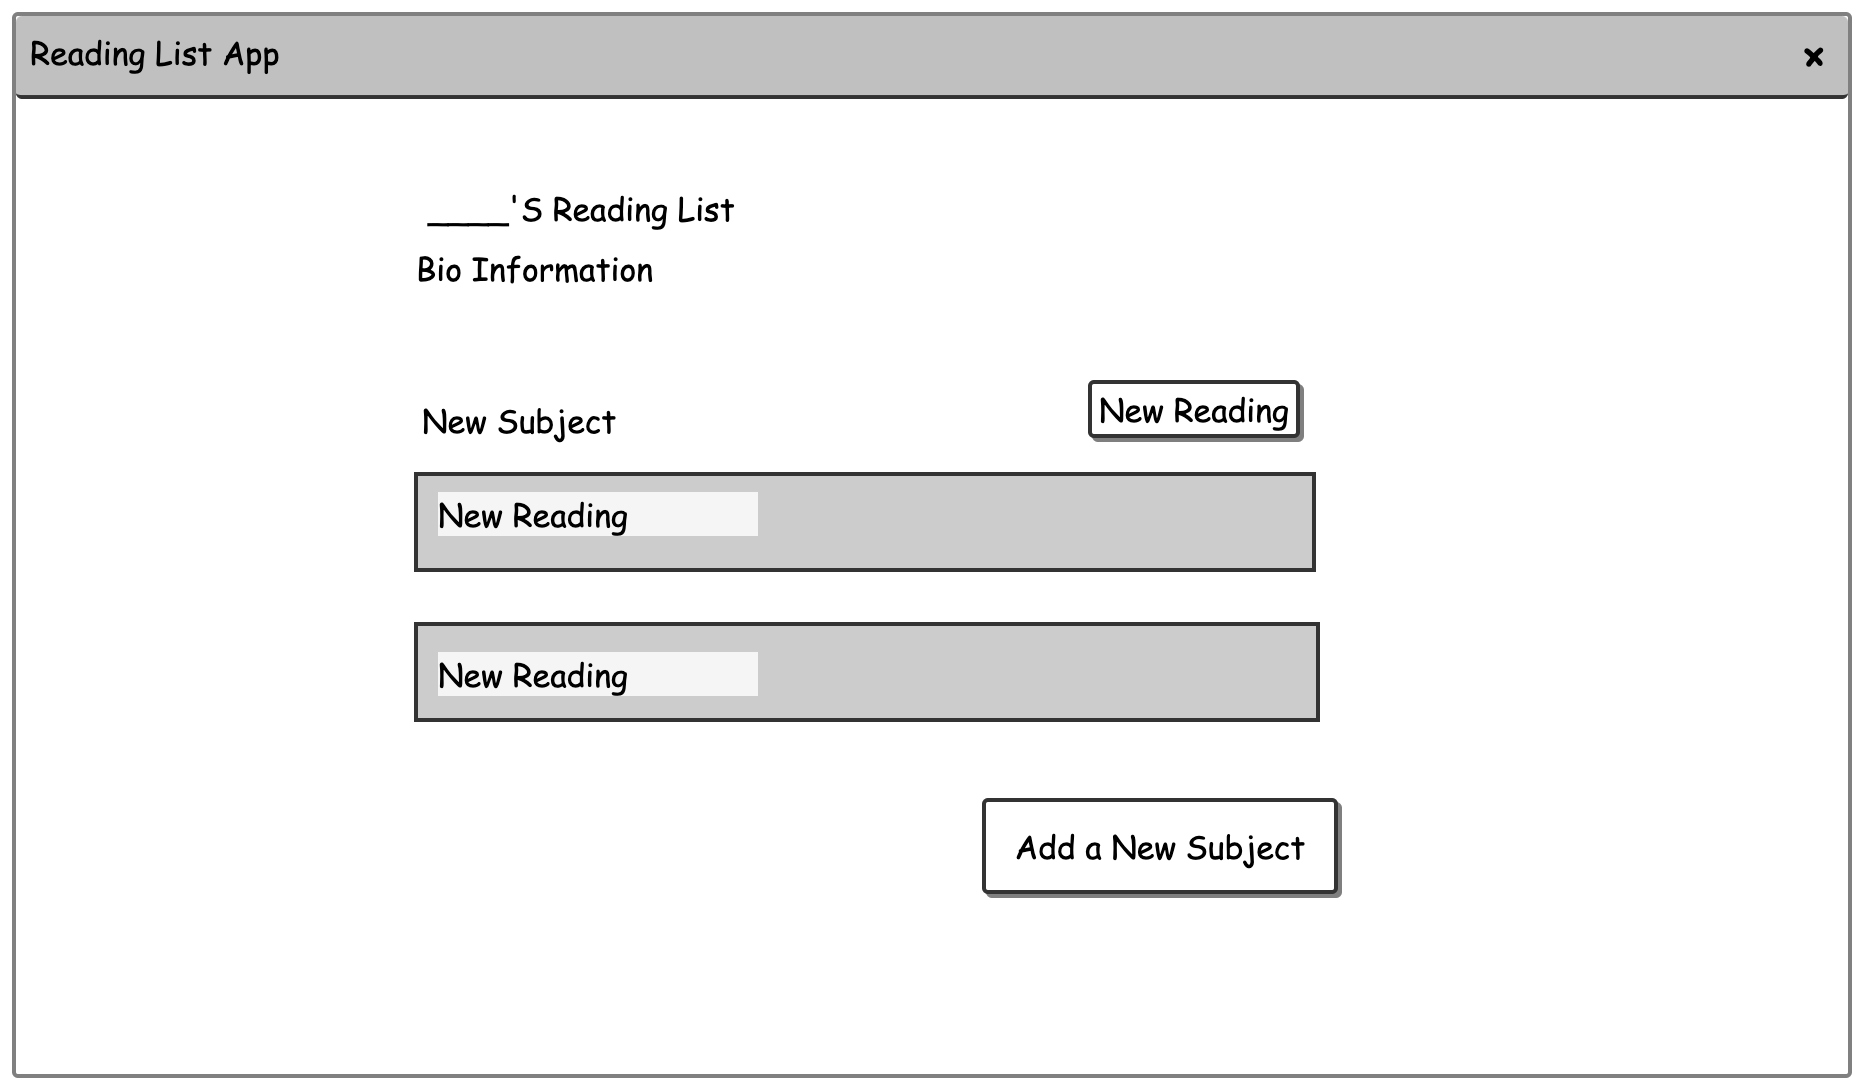 Reading List App
x
____'S Reading List
Bio Information
New Subject
New Reading
New Reading
New Reading
Add a New Subject